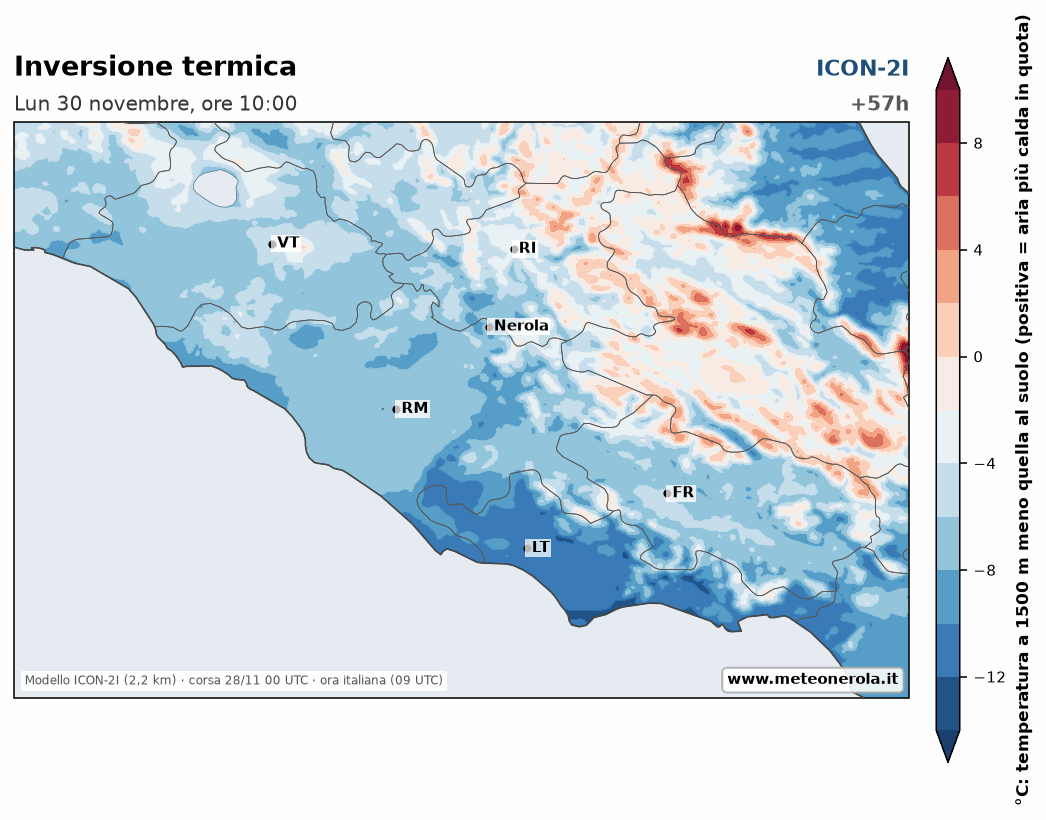 Inversione termica
ICON-2I
Lun 30 novembre, ore 10:00
+57h
VT
RI
Nerola
RM
FR
LT
Modello ICON-2I (2,2 km) · corsa 28/11 00 UTC · ora italiana (09 UTC)
www.meteonerola.it
8
4
0
−4
−8
−12
°C: temperatura a 1500 m meno quella al suolo (positiva = aria più calda in quota)